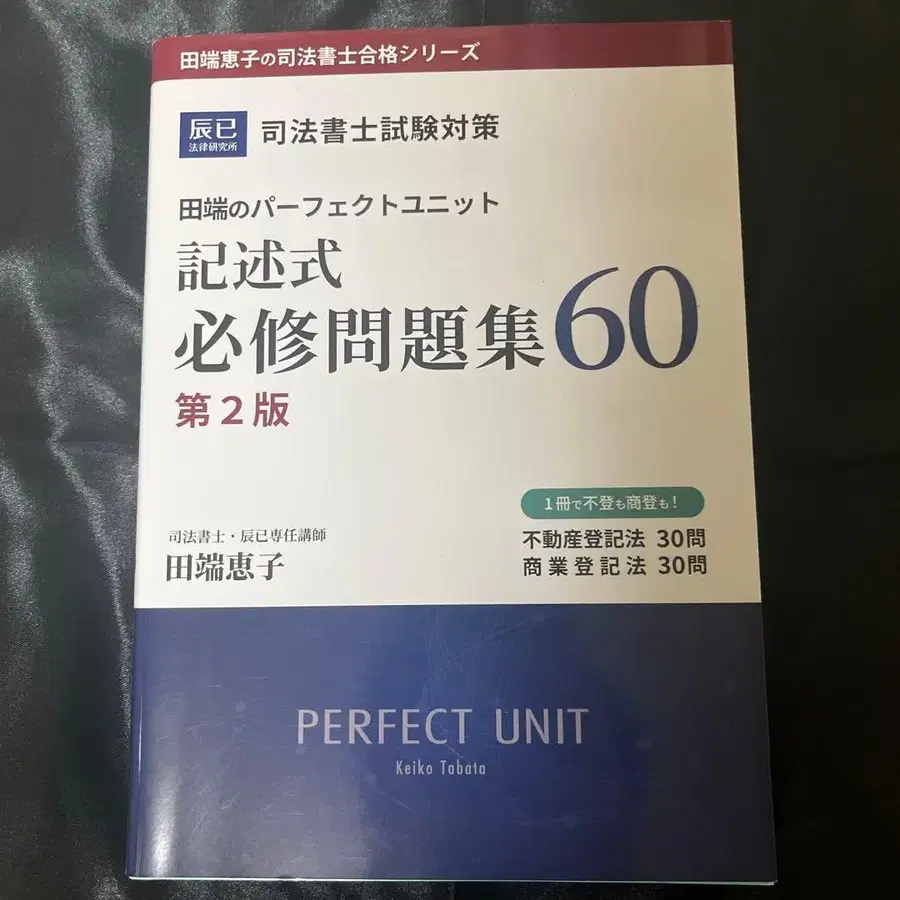 田端恵子の司法書士合格シリーズ
辰已
法律研究所
司法書士試験対策
田端のパーフェクトユニット
記述式
必修問題集60
第2版
1冊で不登も商登も!
不動産登記法 30問
商業登記法 30問
司法書士・辰已専任講師
田端恵子
PERFECT UNIT
Keiko Tabata